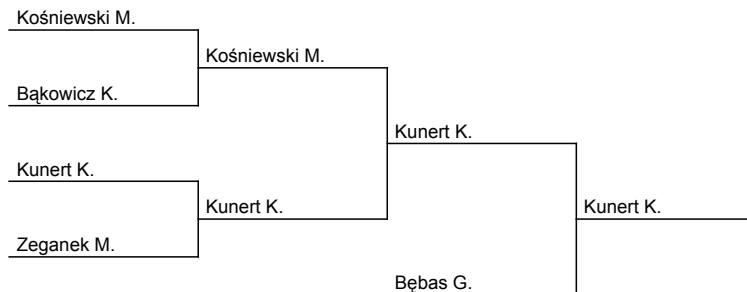 Kośniewski M.
Kośniewski M.
Bąkowicz K.
Kunert K.
Kunert K.
Kunert K.
Kunert K.
Zeganek M.
Bębas G.